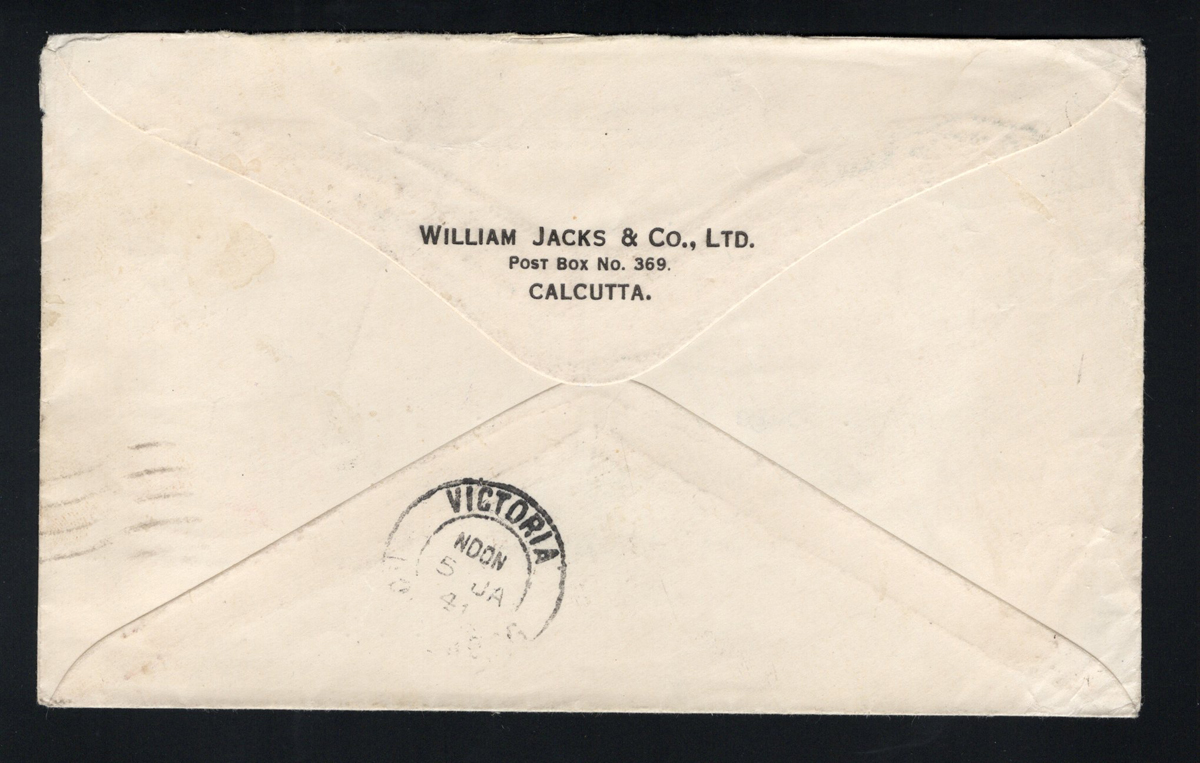 WILLIAM JACKS & CO., LTD.
POST BOX NO. 369.
CALCUTTA.
VICTORIA
NOON
5 JA
41